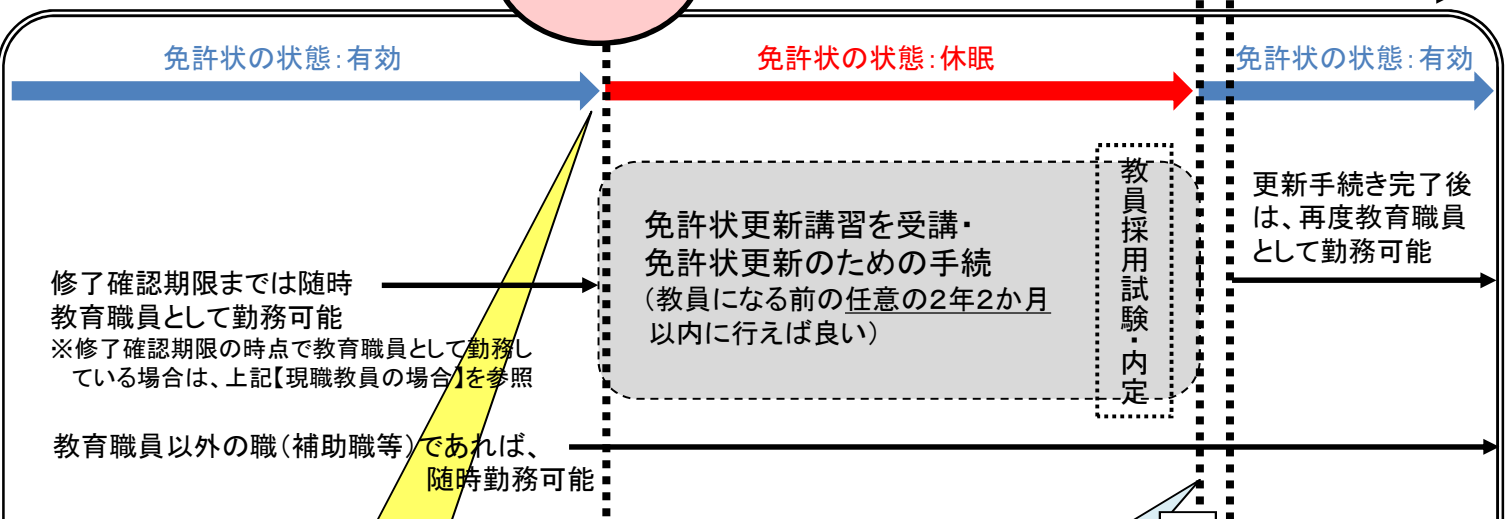 免許状の状態:有効
免許状の状態:休眠
免許状の状態:有効
修了確認期限までは随時
教育職員として勤務可能
※修了確認期限の時点で教育職員として勤務し
ている場合は、上記【現職教員の場合】を参照
免許状更新講習を受講・
免許状更新のための手続
(教員になる前の任意の2年2か月
以内に行えば良い)
教員採用試験・内定
更新手続き完了後
は、再度教育職員
として勤務可能
教育職員以外の職(補助職等)であれば、
随時勤務可能